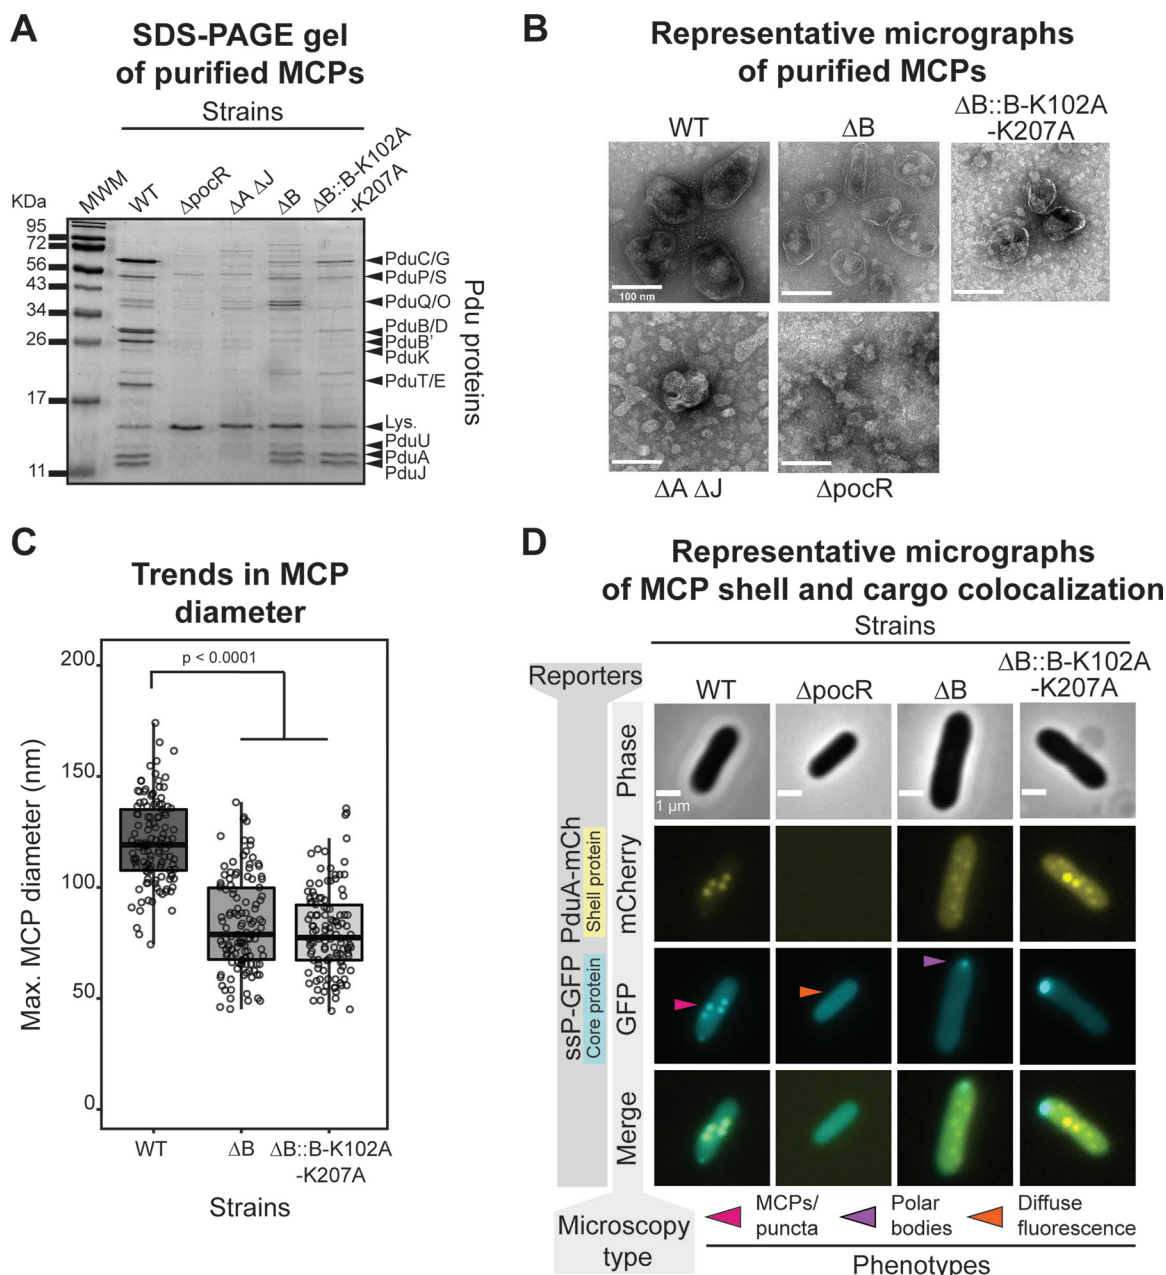 A
SDS-PAGE gel
of purified MCPs
Strains
KDa
MWM
WT
ΔpocR
ΔA ΔJ
ΔB
ΔB::B-K102A
-K207A
95
72
56
43
34
26
17
11
PduC/G
PduP/S
PduQ/O
PduB/D
PduB'
PduK
PduT/E
Lys.
PduU
PduA
PduJ
Pdu proteins
B
Representative micrographs
of purified MCPs
WT
ΔB
ΔB::B-K102A
-K207A
100 nm
ΔA ΔJ
ΔpocR
C
Trends in MCP
diameter
p < 0.0001
200
150
100
50
0
Max. MCP diameter (nm)
WT
ΔB
ΔB::B-K102A
-K207A
Strains
D
Representative micrographs
of MCP shell and cargo colocalization
Strains
Reporters
WT
ΔpocR
ΔB
ΔB::B-K102A
-K207A
Phase
1 μm
PduA-mCh
Shell protein
mCherry
ssP-GFP
Core protein
GFP
Merge
Microscopy
type
MCPs/
puncta
Polar
bodies
Diffuse
fluorescence
Phenotypes